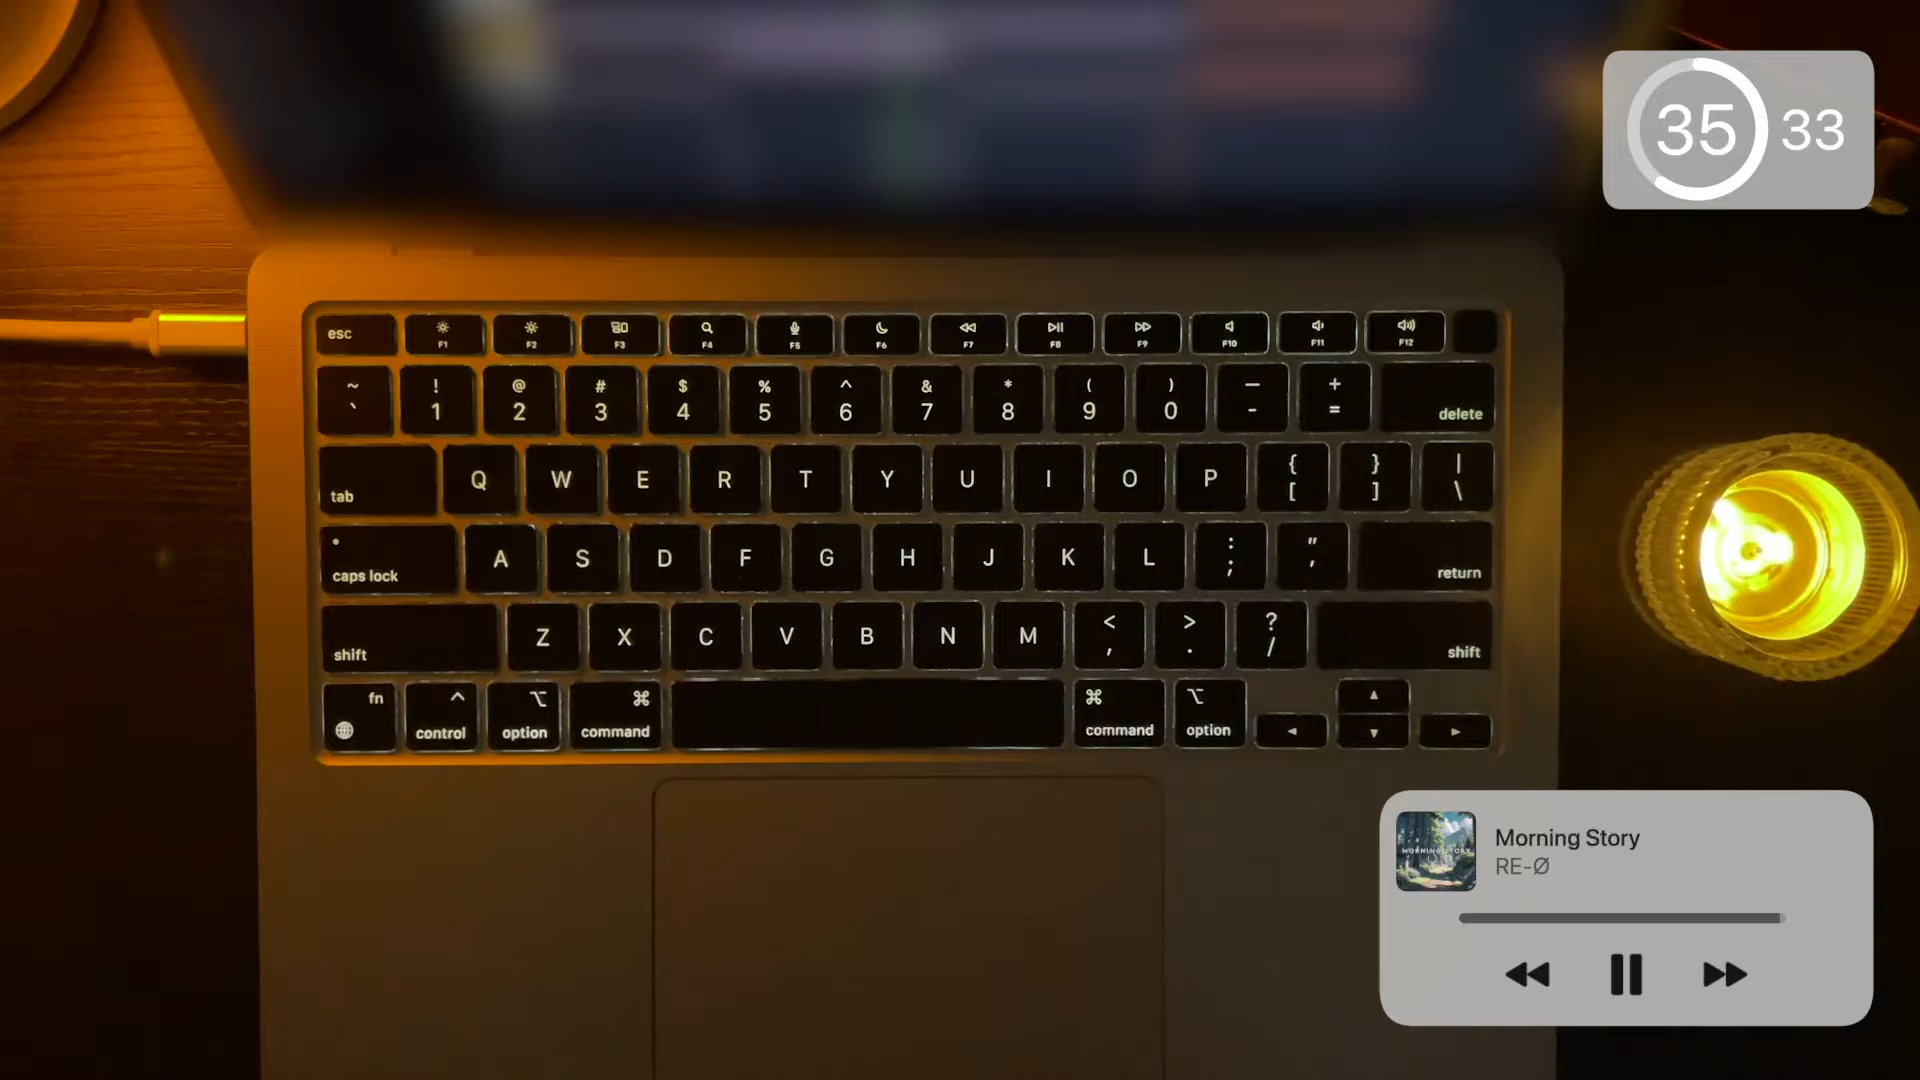 35 33
esc F1 F2 F3 F4 F5 F6 F7 F8 F9 F10 F11 F12
~ ! @ # $ % ^ & * ( ) — +
` 1 2 3 4 5 6 7 8 9 0 - = delete
{ } |
tab Q W E R T Y U I O P [ ] \
: "
caps lock A S D F G H J K L ; ' return
< > ?
shift Z X C V B N M , . / shift
fn ^ ⌥ ⌘ ⌘ ⌥
control option command command option
MORNING STORY
Morning Story
RE-Ø